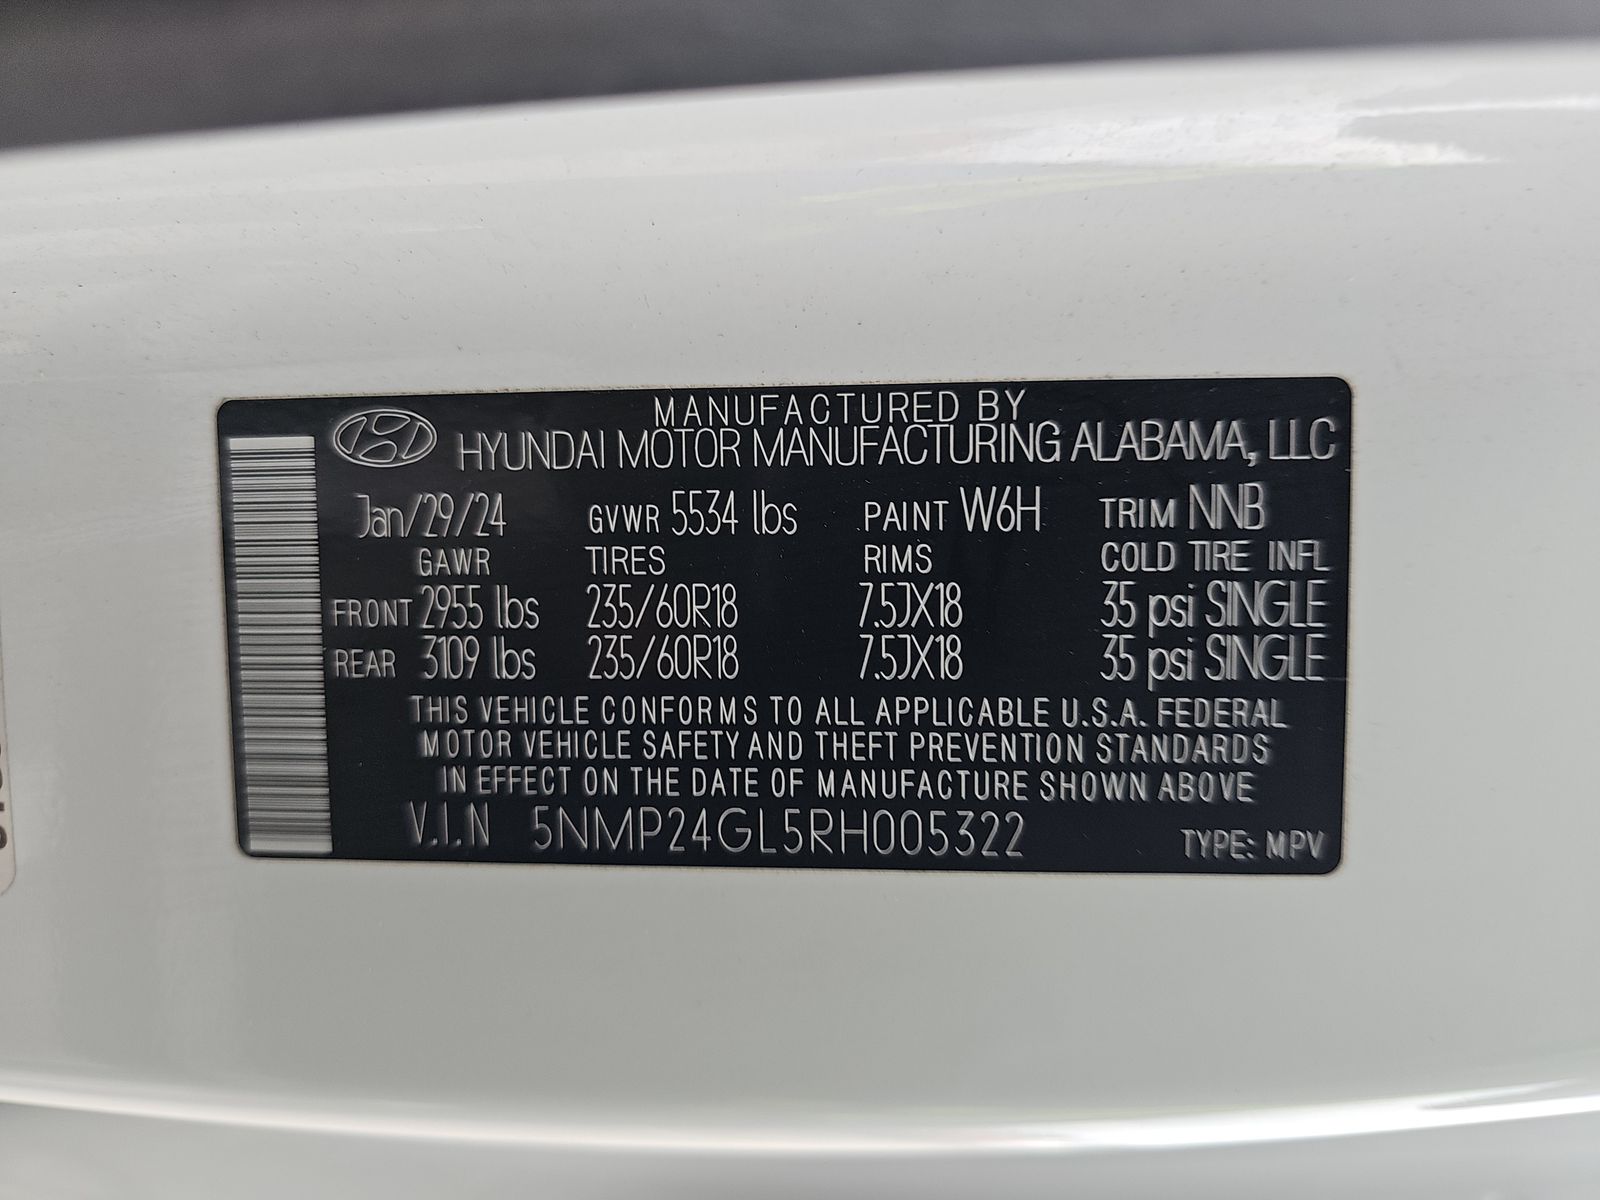 MANUFACTURED BY
HYUNDAI MOTOR MANUFACTURING ALABAMA, LLC
Jan/29/24 GVWR 5534 lbs PAINT W6H TRIM NNB
GAWR TIRES RIMS COLD TIRE INFL
FRONT 2955 lbs 235/60R18 7.5JX18 35 psi SINGLE
REAR 3109 lbs 235/60R18 7.5JX18 35 psi SINGLE
THIS VEHICLE CONFORMS TO ALL APPLICABLE U.S.A. FEDERAL
MOTOR VEHICLE SAFETY AND THEFT PREVENTION STANDARDS
IN EFFECT ON THE DATE OF MANUFACTURE SHOWN ABOVE
V.I.N 5NMP24GL5RH005322 TYPE: MPV